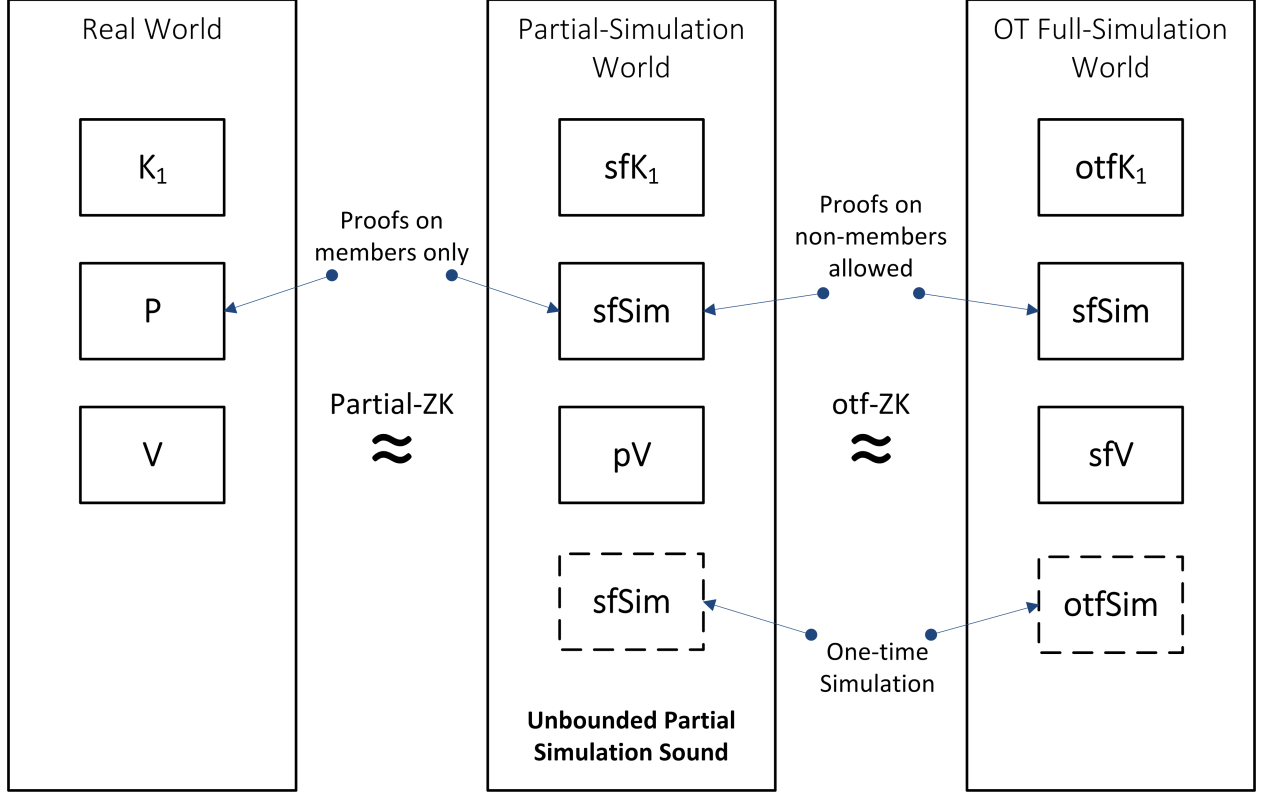 Real World
K₁
P
V
Proofs on
members only
Partial-ZK
≈
Partial-Simulation
World
sfK₁
sfSim
pV
sfSim
Unbounded Partial
Simulation Sound
Proofs on
non-members
allowed
otf-ZK
≈
One-time
Simulation
OT Full-Simulation
World
otfK₁
sfSim
sfV
otfSim